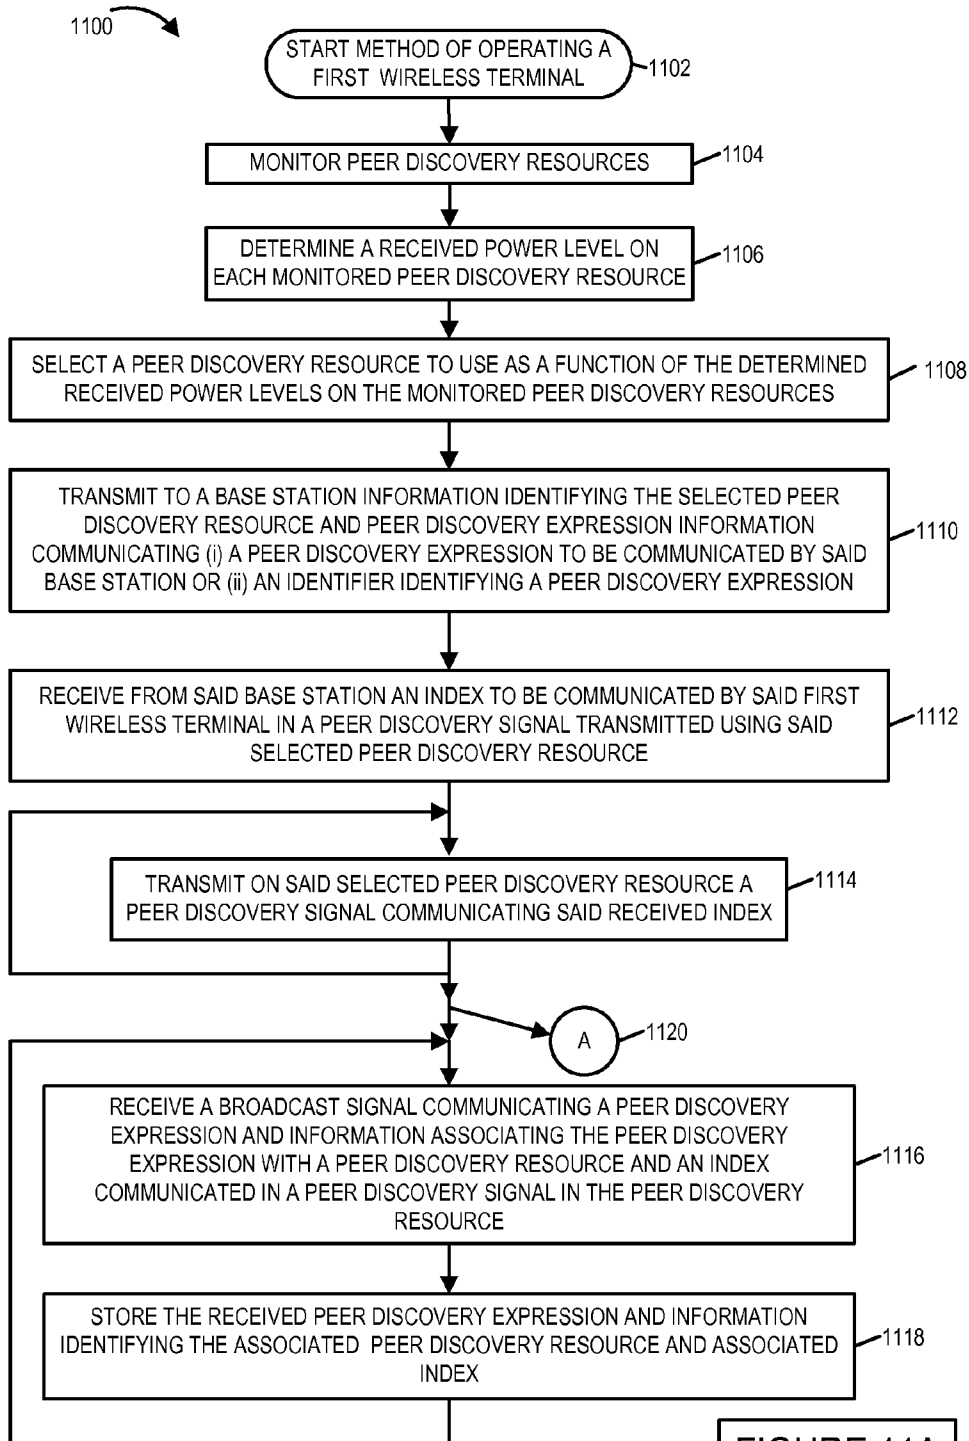 1100
START METHOD OF OPERATING A
FIRST WIRELESS TERMINAL
1102
MONITOR PEER DISCOVERY RESOURCES
1104
DETERMINE A RECEIVED POWER LEVEL ON
EACH MONITORED PEER DISCOVERY RESOURCE
1106
SELECT A PEER DISCOVERY RESOURCE TO USE AS A FUNCTION OF THE DETERMINED
RECEIVED POWER LEVELS ON THE MONITORED PEER DISCOVERY RESOURCES
1108
TRANSMIT TO A BASE STATION INFORMATION IDENTIFYING THE SELECTED PEER
DISCOVERY RESOURCE AND PEER DISCOVERY EXPRESSION INFORMATION
COMMUNICATING (i) A PEER DISCOVERY EXPRESSION TO BE COMMUNICATED BY SAID
BASE STATION OR (ii) AN IDENTIFIER IDENTIFYING A PEER DISCOVERY EXPRESSION
1110
RECEIVE FROM SAID BASE STATION AN INDEX TO BE COMMUNICATED BY SAID FIRST
WIRELESS TERMINAL IN A PEER DISCOVERY SIGNAL TRANSMITTED USING SAID
SELECTED PEER DISCOVERY RESOURCE
1112
TRANSMIT ON SAID SELECTED PEER DISCOVERY RESOURCE A
PEER DISCOVERY SIGNAL COMMUNICATING SAID RECEIVED INDEX
1114
A
1120
RECEIVE A BROADCAST SIGNAL COMMUNICATING A PEER DISCOVERY
EXPRESSION AND INFORMATION ASSOCIATING THE PEER DISCOVERY
EXPRESSION WITH A PEER DISCOVERY RESOURCE AND AN INDEX
COMMUNICATED IN A PEER DISCOVERY SIGNAL IN THE PEER DISCOVERY
RESOURCE
1116
STORE THE RECEIVED PEER DISCOVERY EXPRESSION AND INFORMATION
IDENTIFYING THE ASSOCIATED PEER DISCOVERY RESOURCE AND ASSOCIATED
INDEX
1118
FIGURE 11A